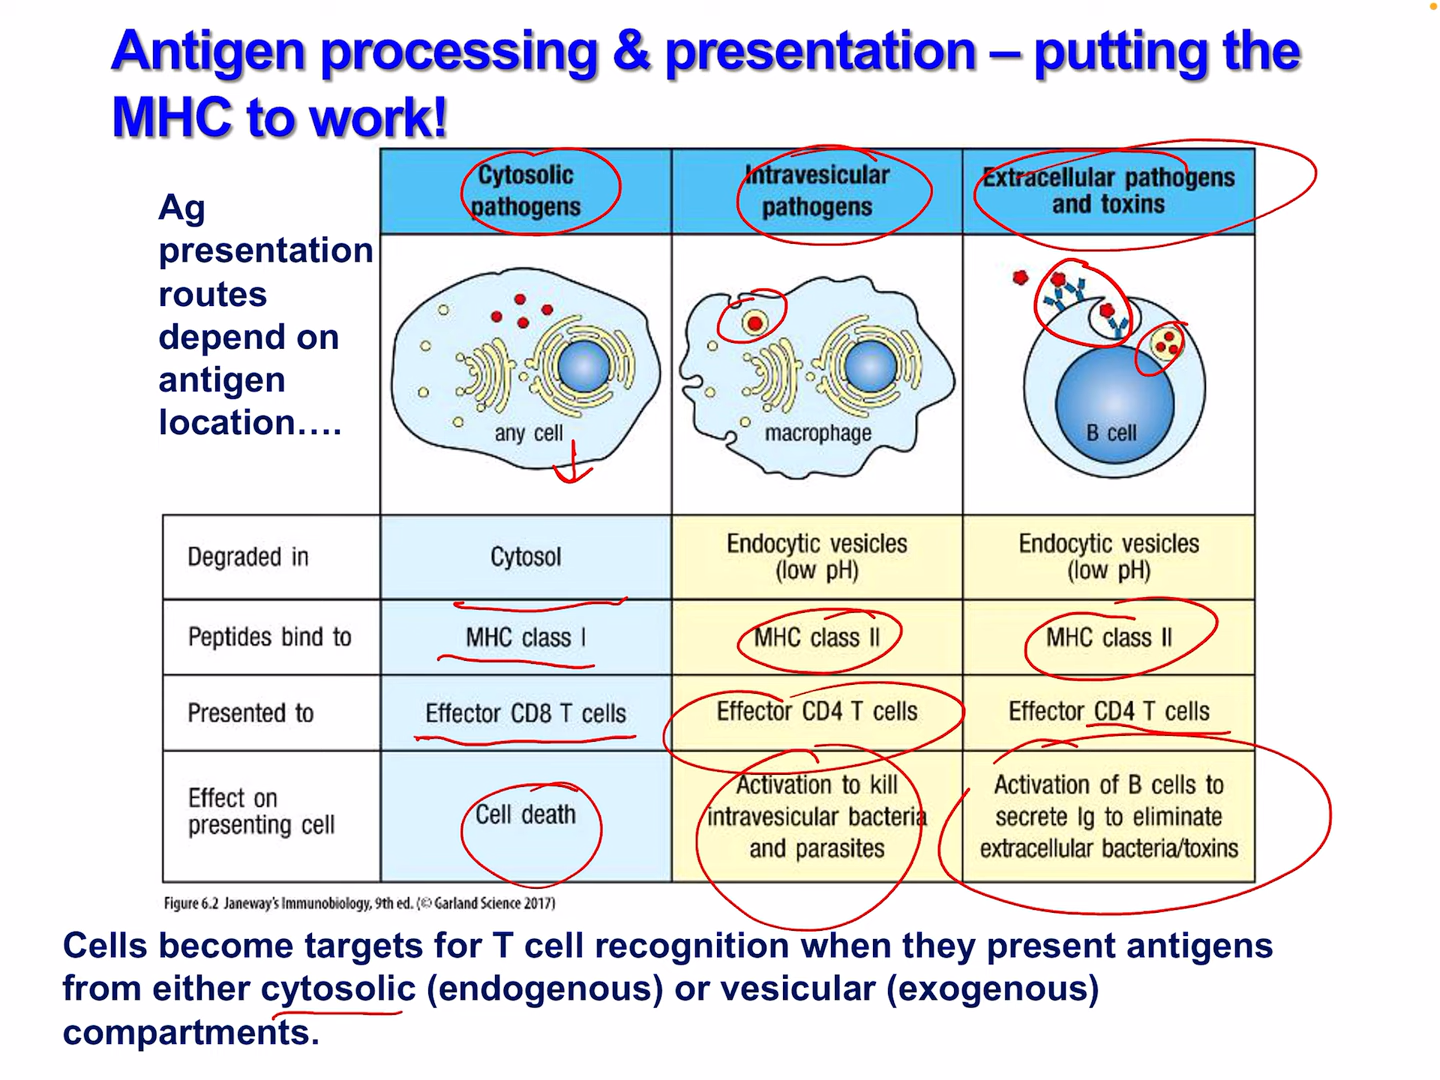 Antigen processing & presentation – putting the
MHC to work!
Ag
presentation
routes
depend on
antigen
location….
Cytosolic
pathogens
Intravesicular
pathogens
Extracellular pathogens
and toxins
any cell
macrophage
B cell
Degraded in
Cytosol
Endocytic vesicles
(low pH)
Endocytic vesicles
(low pH)
Peptides bind to
MHC class I
MHC class II
MHC class II
Presented to
Effector CD8 T cells
Effector CD4 T cells
Effector CD4 T cells
Effect on
presenting cell
Cell death
Activation to kill
intravesicular bacteria
and parasites
Activation of B cells to
secrete Ig to eliminate
extracellular bacteria/toxins
Figure 6.2 Janeway's Immunobiology, 9th ed. (© Garland Science 2017)
Cells become targets for T cell recognition when they present antigens
from either cytosolic (endogenous) or vesicular (exogenous)
compartments.